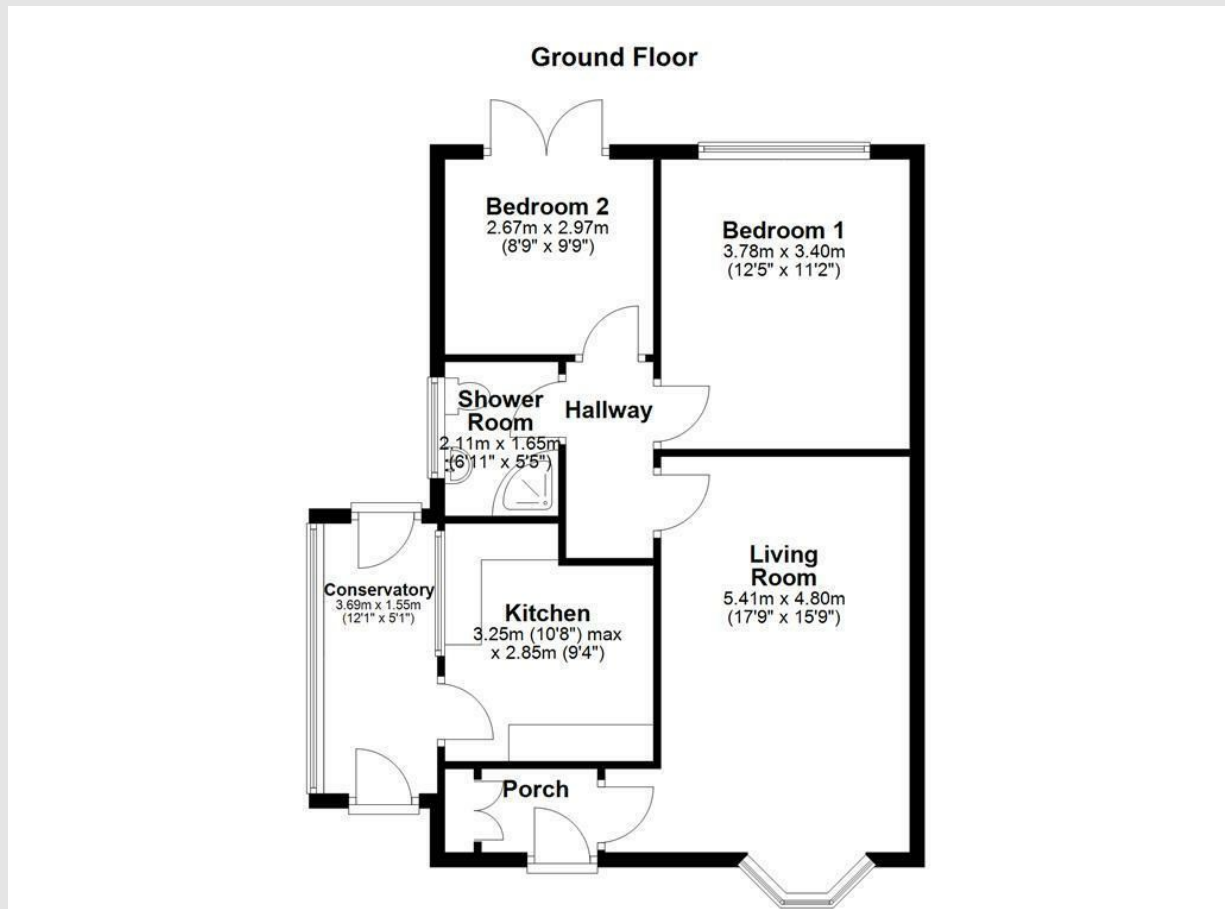 Ground Floor
Bedroom 2
2.67m x 2.97m
(8'9" x 9'9")
Bedroom 1
3.78m x 3.40m
(12'5" x 11'2")
Shower
Room
2.11m x 1.65m
(6'11" x 5'5")
Hallway
Living
Room
5.41m x 4.80m
(17'9" x 15'9")
Conservatory
3.69m x 1.55m
(12'1" x 5'1")
Kitchen
3.25m (10'8") max
x 2.85m (9'4")
Porch